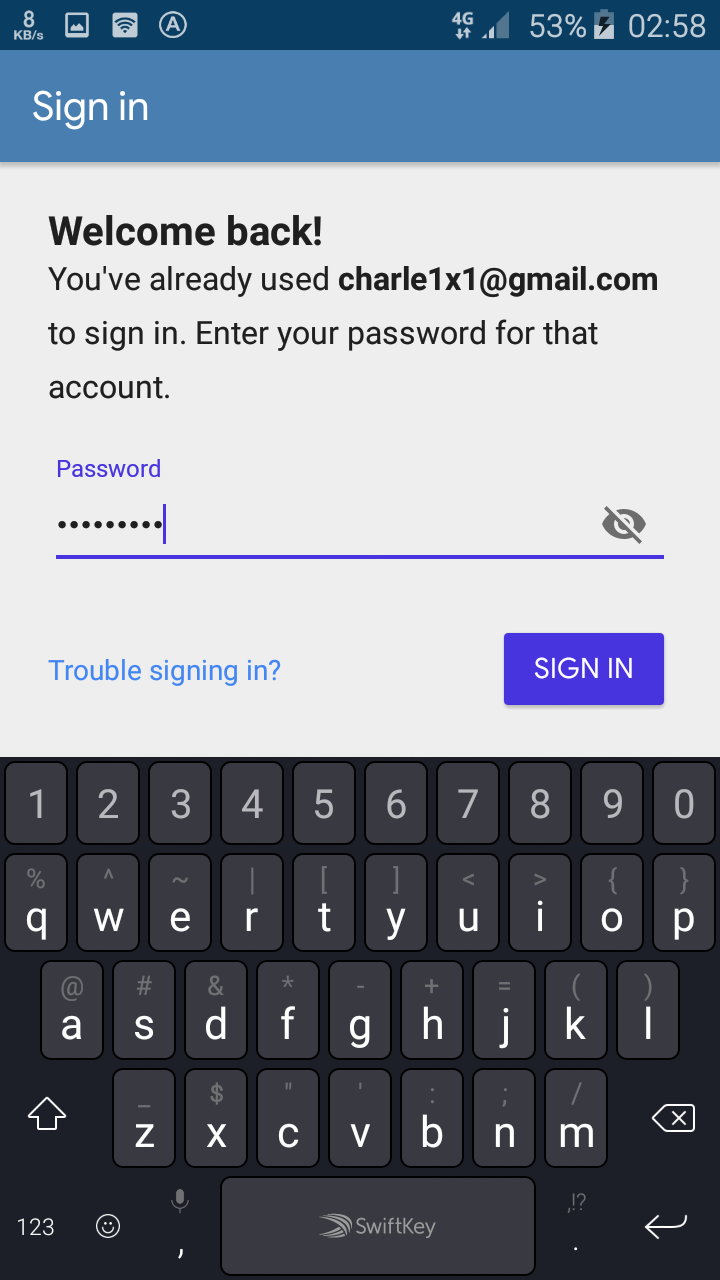 8 KB/s A 4G 53% 02:58
Sign in
Welcome back!
You've already used charle1x1@gmail.com
to sign in. Enter your password for that
account.
Password
•••••••••
Trouble signing in?
SIGN IN
1 2 3 4 5 6 7 8 9 0
% ^ ~ | [ ] < > { }
q w e r t y u i o p
@ # & * - + = ( )
a s d f g h j k l
_ $ " ' : ; /
z x c v b n m
,!?
123 , SwiftKey .